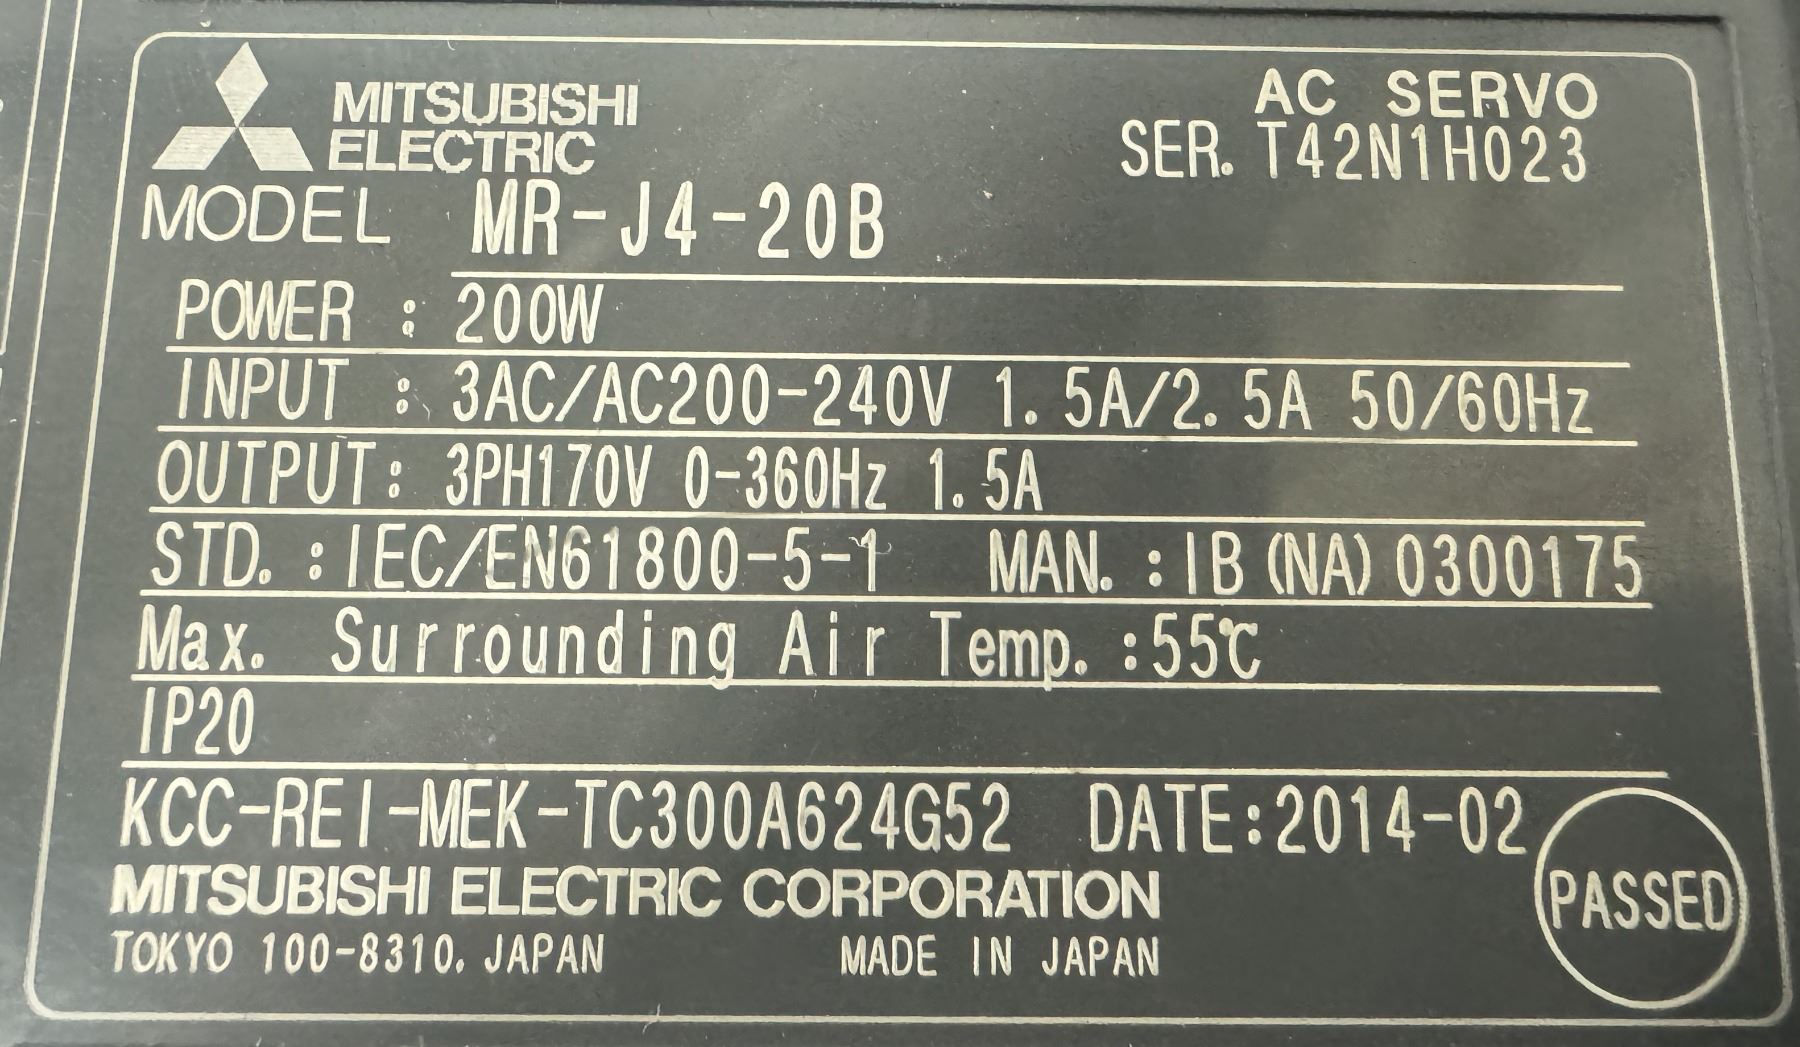 MITSUBISHI
ELECTRIC
AC SERVO
SER. T42N1H023
MODEL MR-J4-20B
POWER : 200W
INPUT : 3AC/AC200-240V 1.5A/2.5A 50/60Hz
OUTPUT: 3PH170V 0-360Hz 1.5A
STD. : IEC/EN61800-5-1 MAN. : IB(NA)0300175
Max. Surrounding Air Temp. :55℃
IP20
KCC-REI-MEK-TC300A624G52 DATE:2014-02
PASSED
MITSUBISHI ELECTRIC CORPORATION
TOKYO 100-8310, JAPAN MADE IN JAPAN